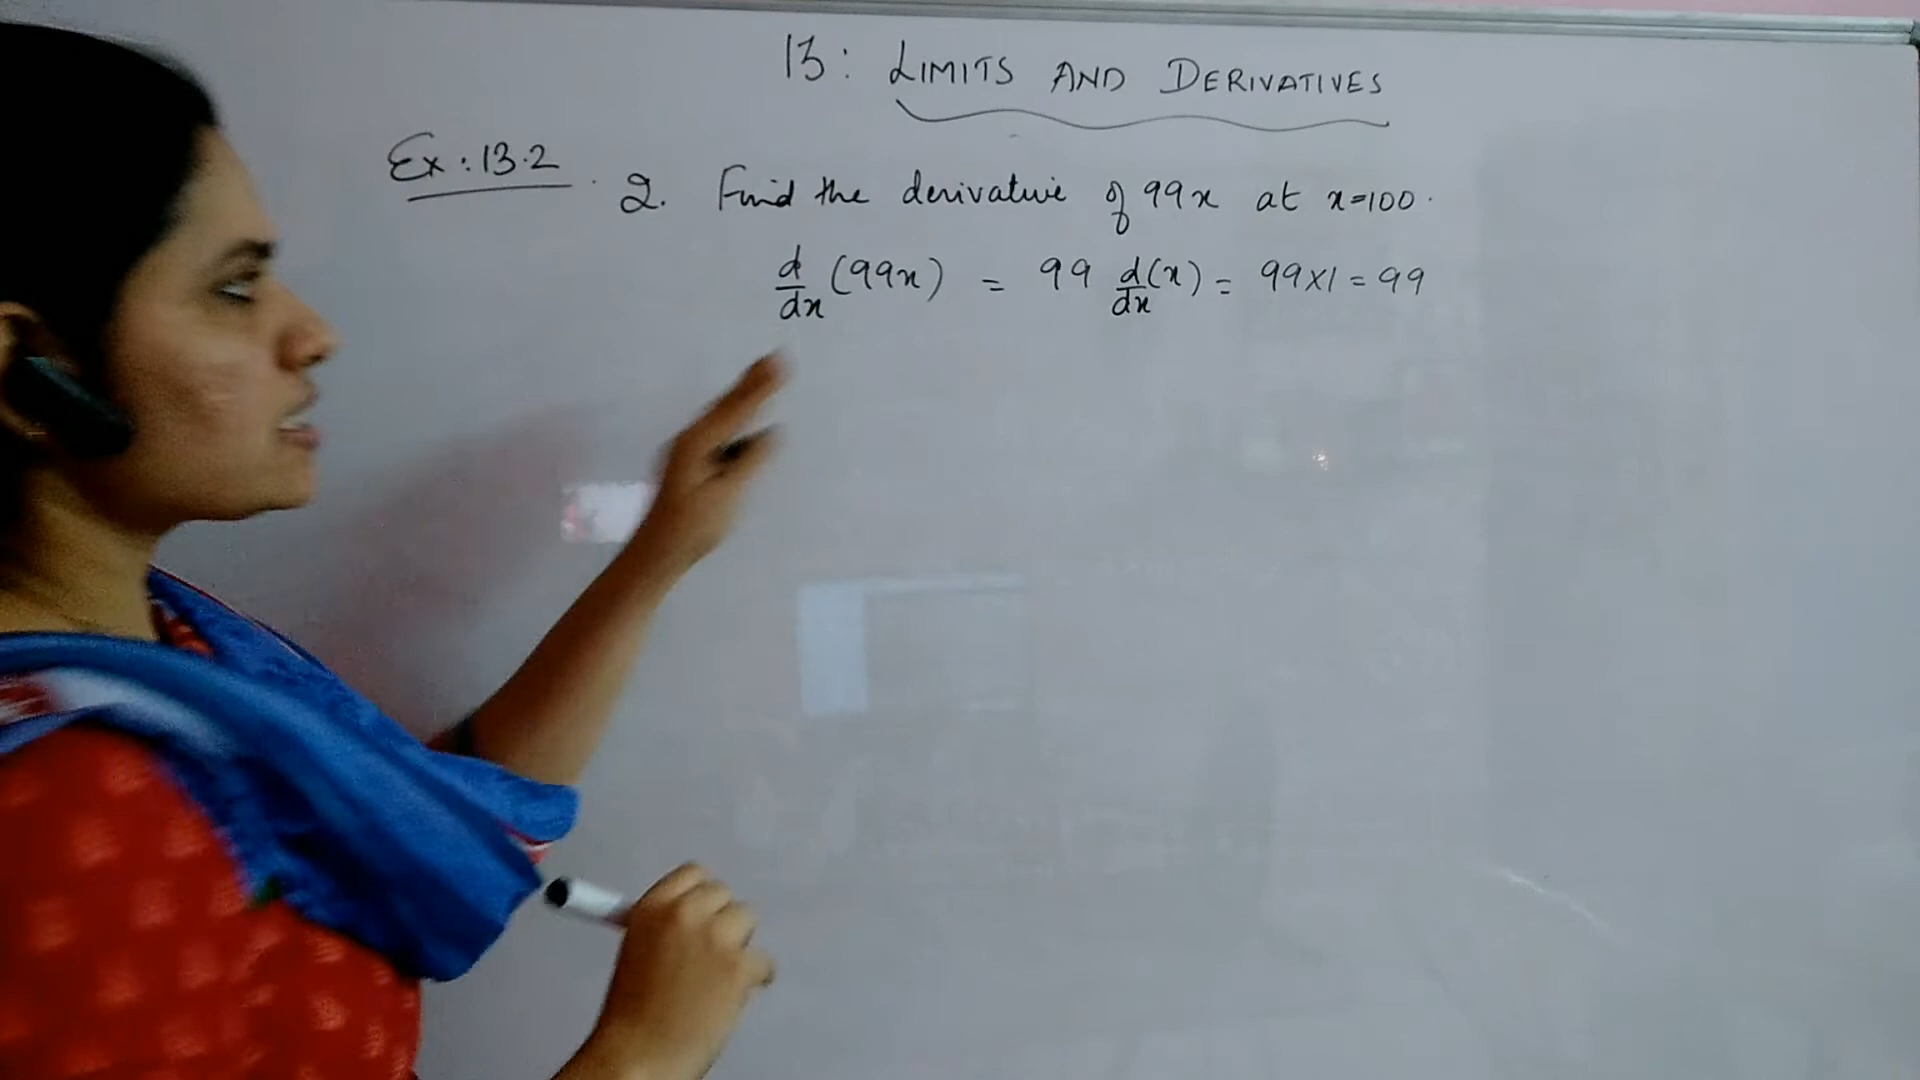 13: LIMITS AND DERIVATIVES
Ex: 13.2
2. Find the derivative of 99x at x=100.
d/dx (99x) = 99 d/dx (x) = 99×1 = 99